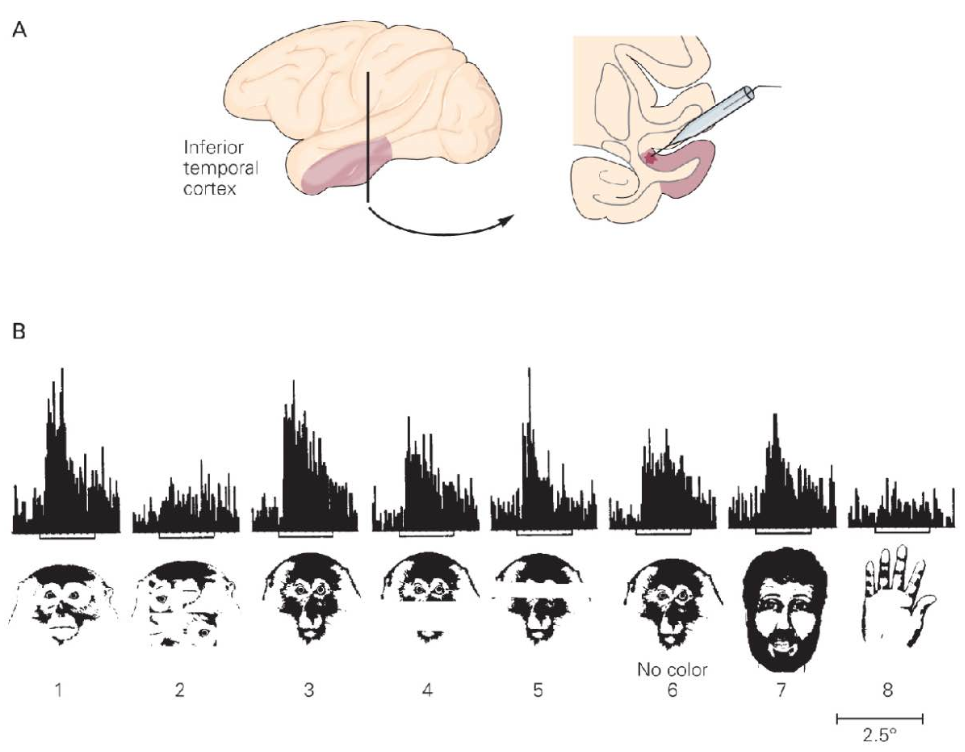 A
Inferior
temporal
cortex
B
No color
1 2 3 4 5 6 7 8
2.5°